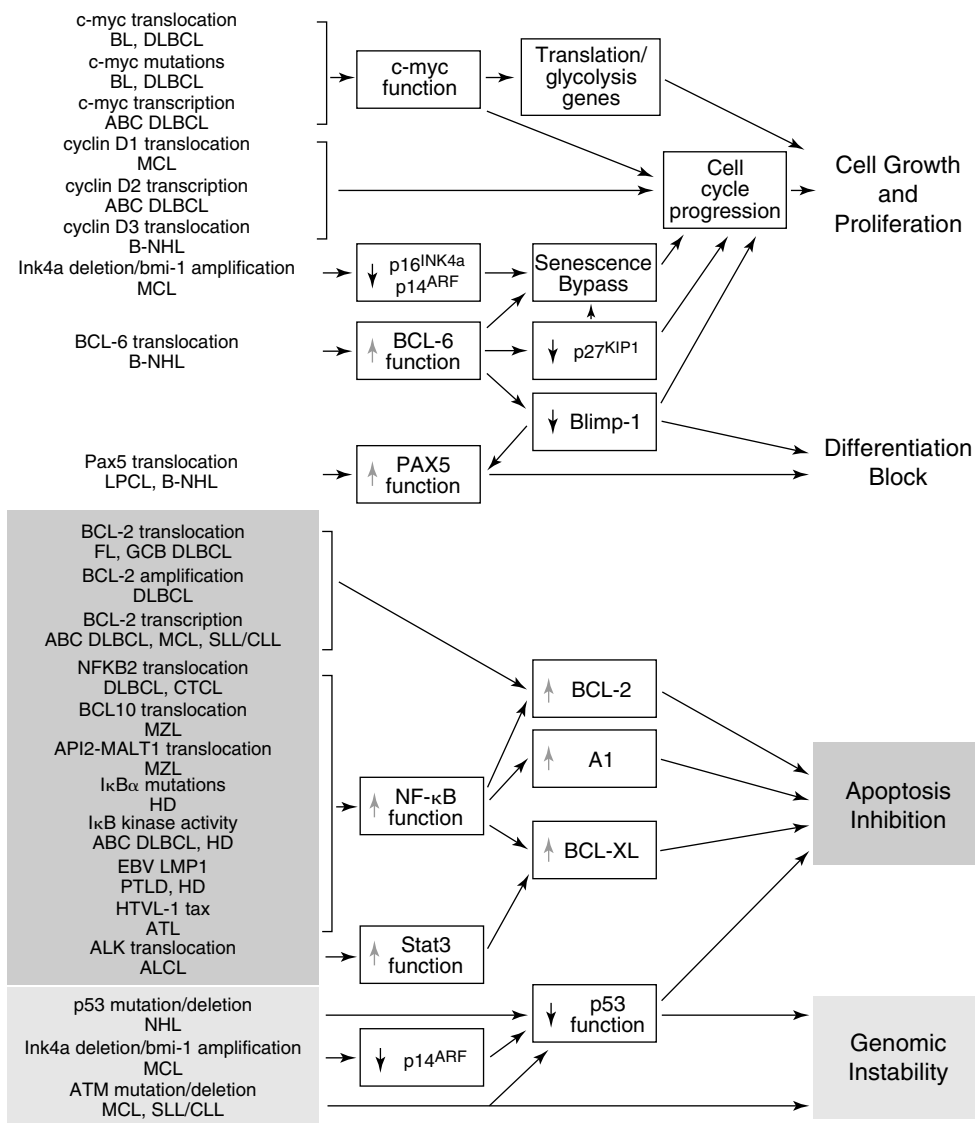 c-myc translocation
BL, DLBCL
c-myc mutations
BL, DLBCL
c-myc transcription
ABC DLBCL
cyclin D1 translocation
MCL
cyclin D2 transcription
ABC DLBCL
cyclin D3 translocation
B-NHL
Ink4a deletion/bmi-1 amplification
MCL
BCL-6 translocation
B-NHL
Pax5 translocation
LPCL, B-NHL
BCL-2 translocation
FL, GCB DLBCL
BCL-2 amplification
DLBCL
BCL-2 transcription
ABC DLBCL, MCL, SLL/CLL
NFKB2 translocation
DLBCL, CTCL
BCL10 translocation
MZL
API2-MALT1 translocation
MZL
IκBα mutations
HD
IκB kinase activity
ABC DLBCL, HD
EBV LMP1
PTLD, HD
HTVL-1 tax
ATL
ALK translocation
ALCL
p53 mutation/deletion
NHL
Ink4a deletion/bmi-1 amplification
MCL
ATM mutation/deletion
MCL, SLL/CLL
c-myc
function
Translation/
glycolysis
genes
Cell
cycle
progression
Cell Growth
and
Proliferation
p16INK4a
p14ARF
Senescence
Bypass
BCL-6
function
p27KIP1
Blimp-1
PAX5
function
Differentiation
Block
BCL-2
A1
NF-κB
function
BCL-XL
Stat3
function
Apoptosis
Inhibition
p53
function
p14ARF
Genomic
Instability